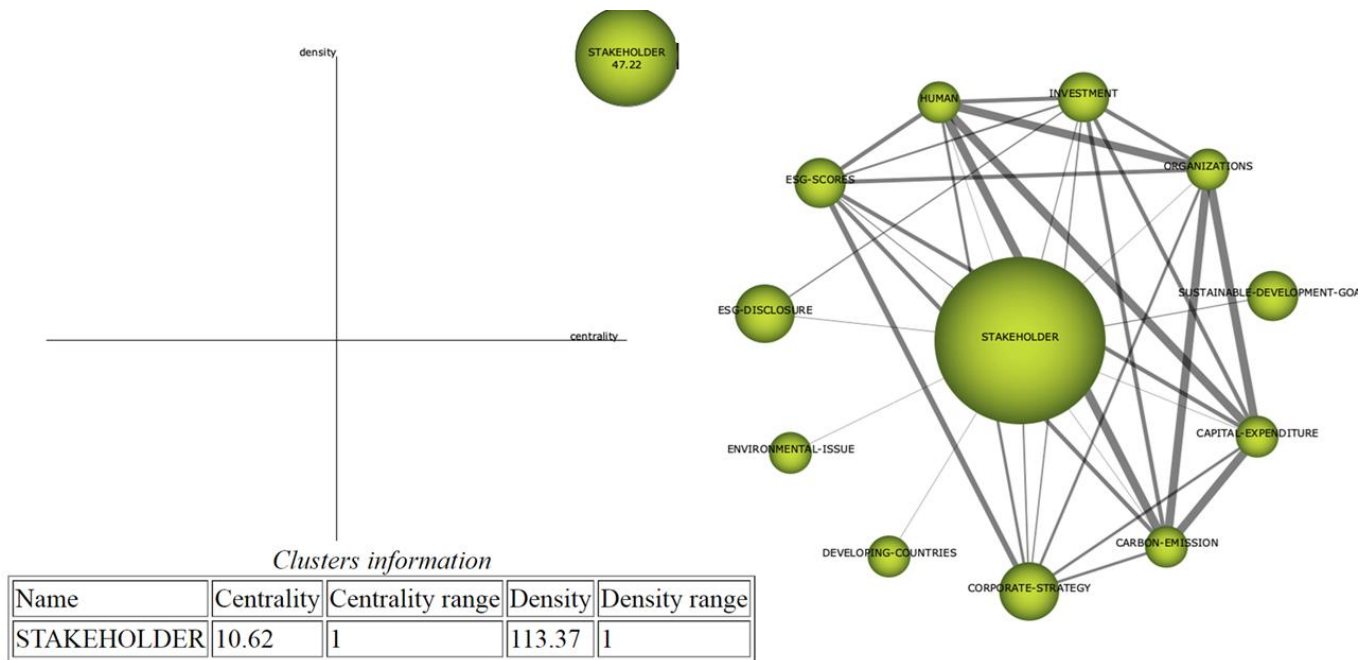 density
STAKEHOLDER
47.22
centrality
Clusters information
Name Centrality Centrality range Density Density range
STAKEHOLDER 10.62 1 113.37 1
HUMAN
INVESTMENT
ORGANIZATIONS
ESG-SCORES
SUSTAINABLE-DEVELOPMENT-GOA
ESG-DISCLOSURE
STAKEHOLDER
CAPITAL-EXPENDITURE
ENVIRONMENTAL-ISSUE
CARBON-EMISSION
DEVELOPING-COUNTRIES
CORPORATE-STRATEGY